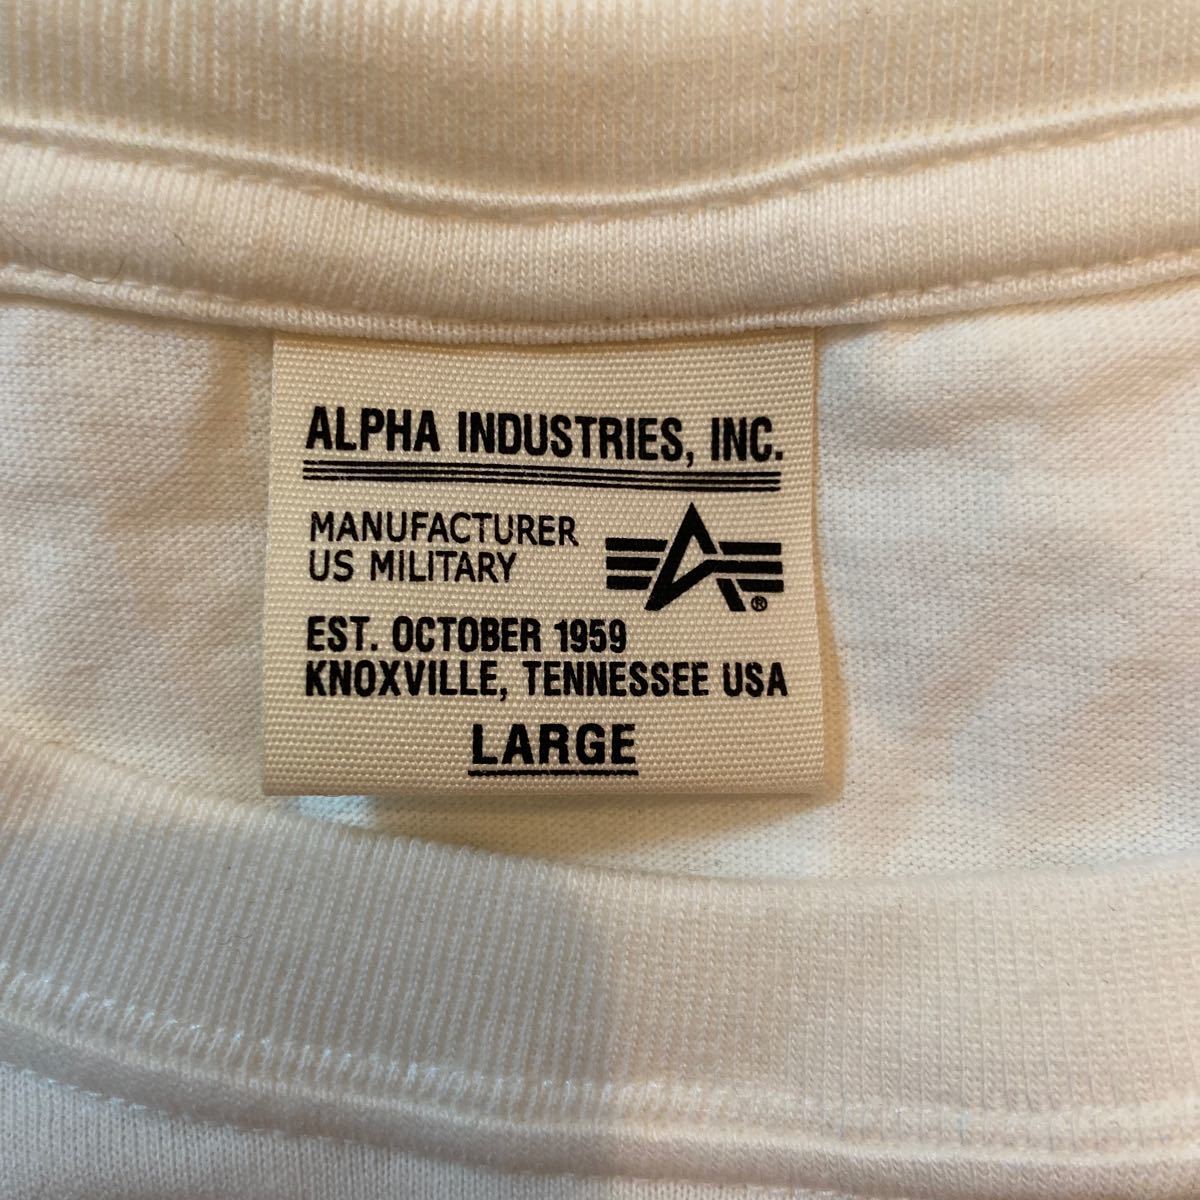 ALPHA INDUSTRIES, INC.
MANUFACTURER
US MILITARY
®
EST. OCTOBER 1959
KNOXVILLE, TENNESSEE USA
LARGE